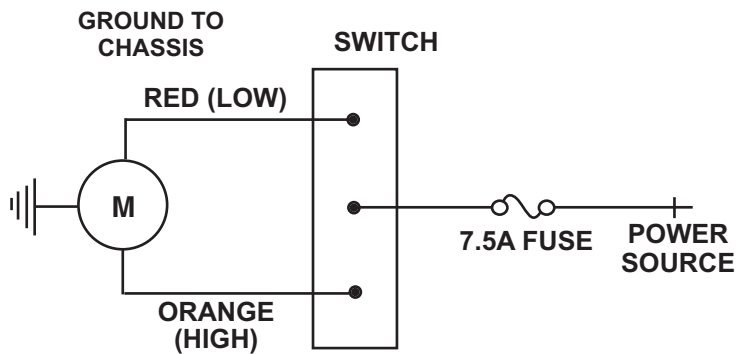 GROUND TO
CHASSIS
SWITCH
RED (LOW)
M
7.5A FUSE
POWER
SOURCE
ORANGE
(HIGH)